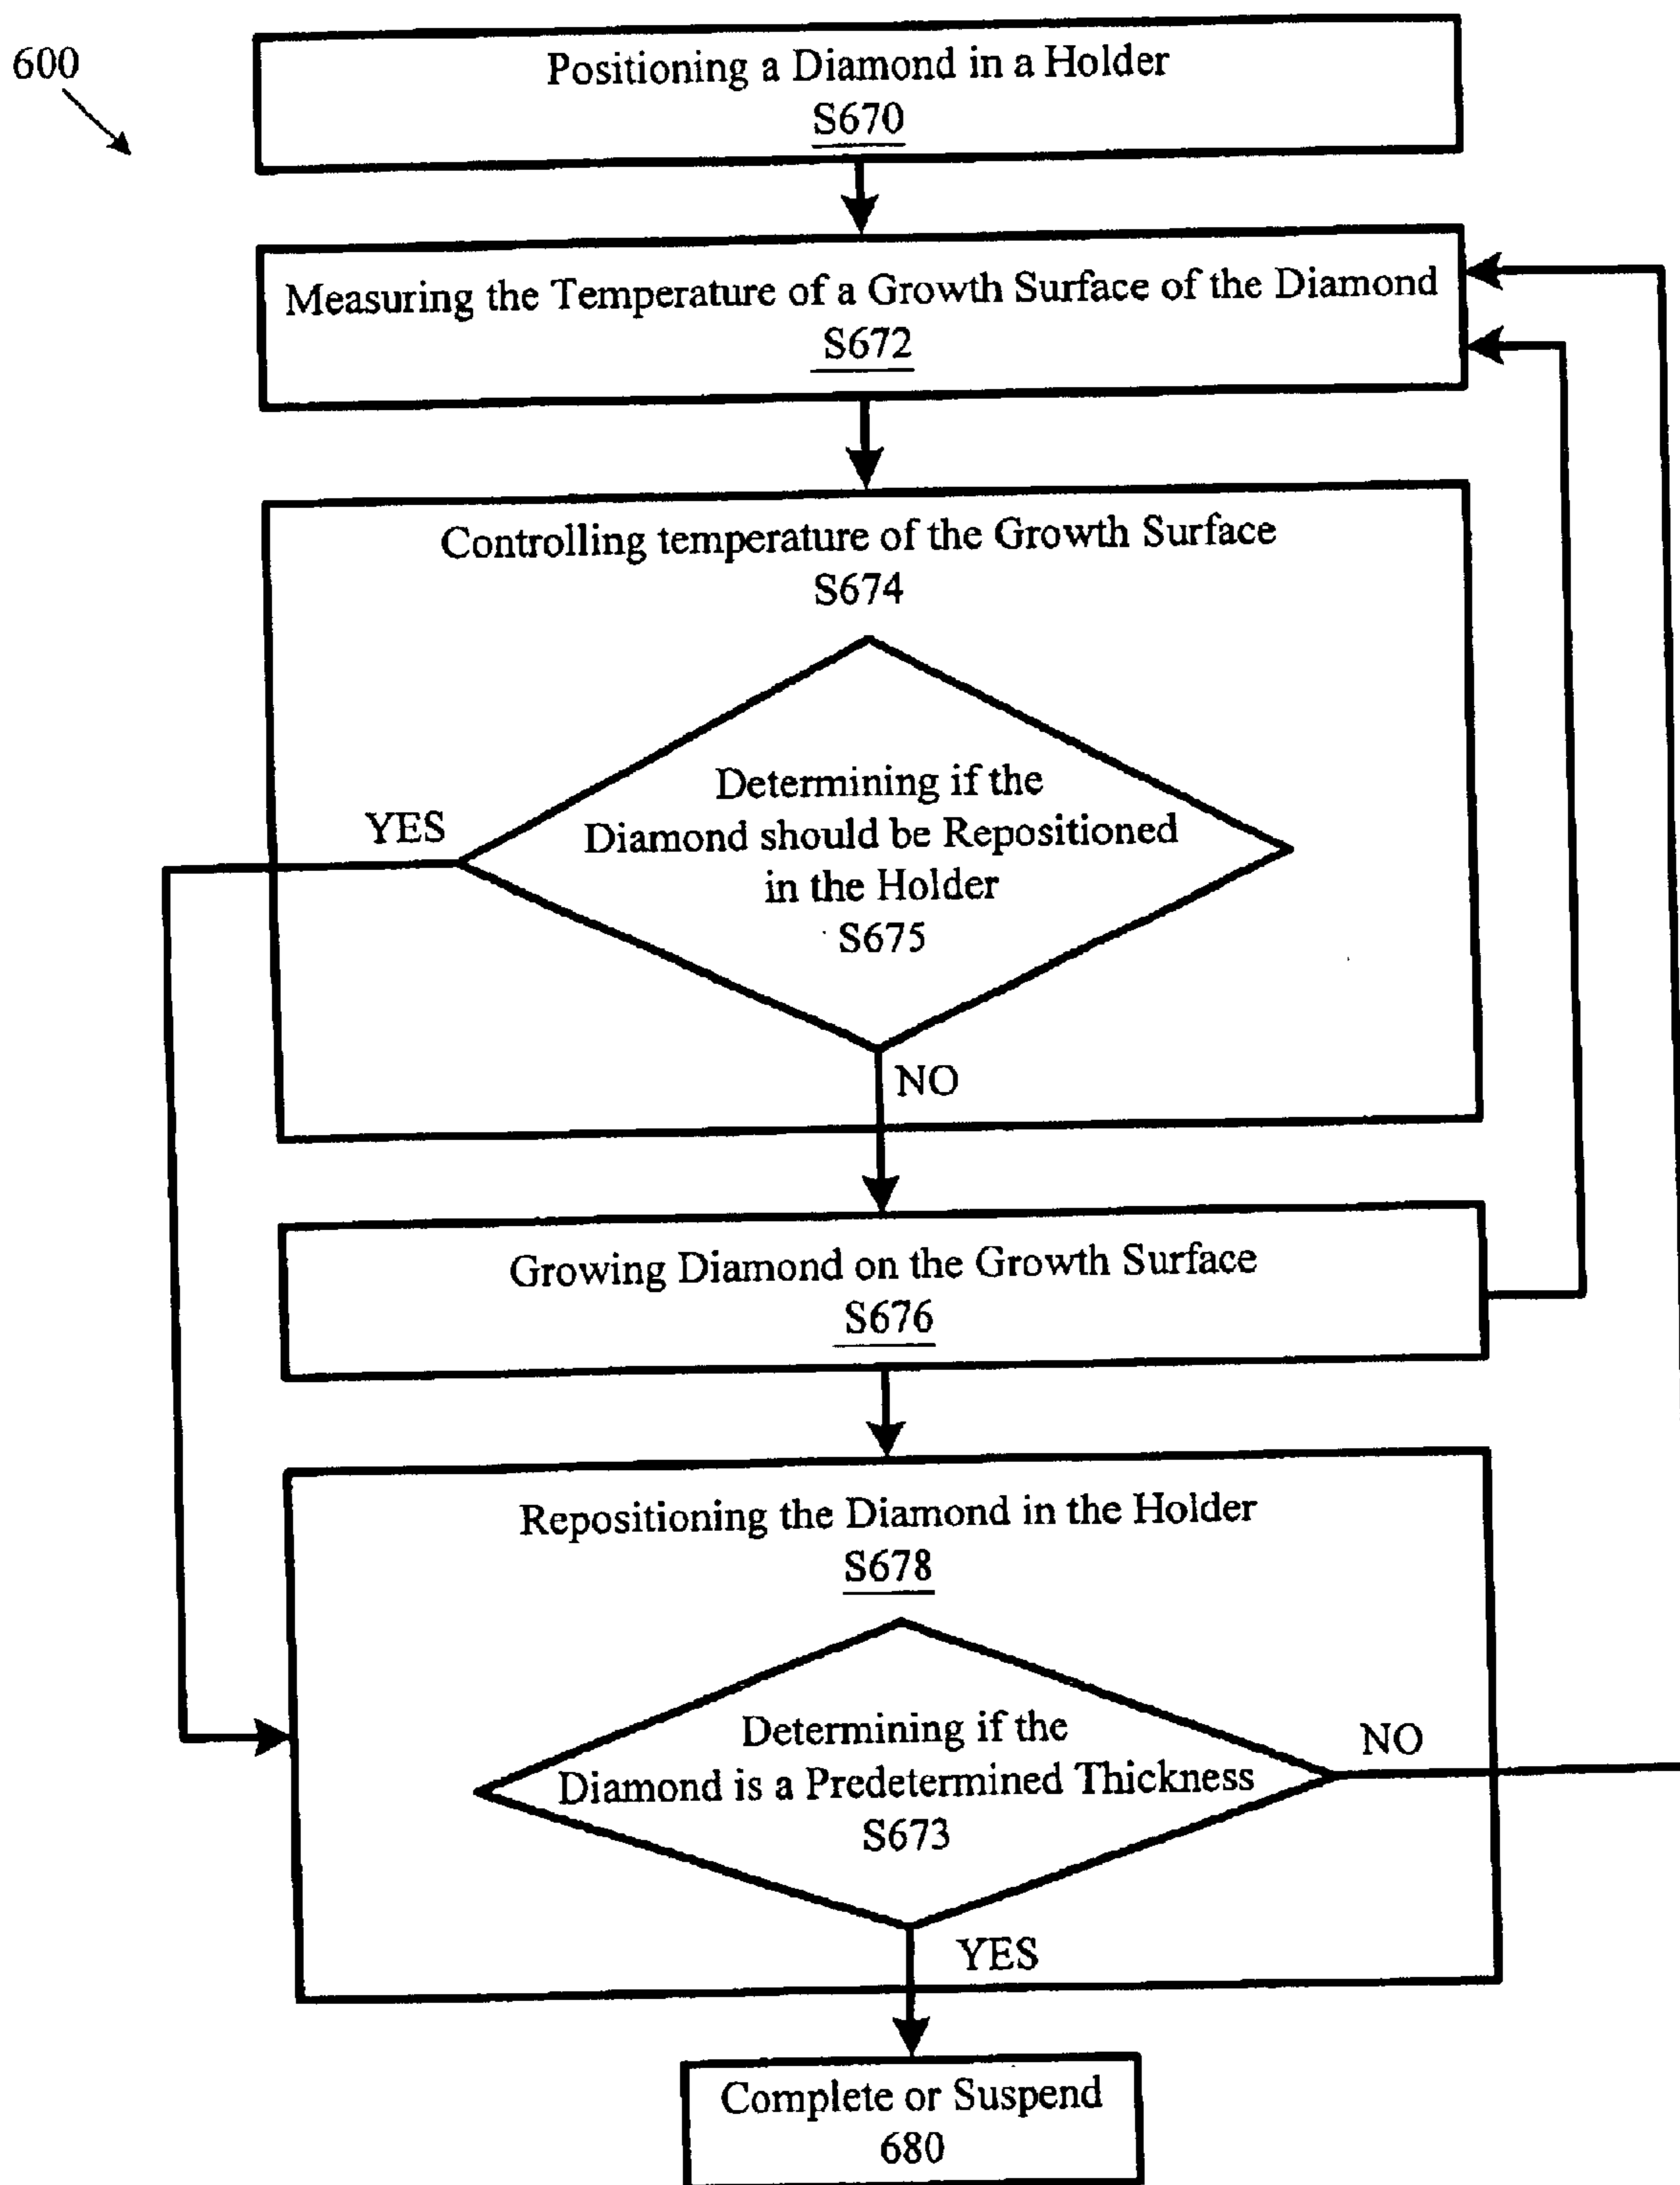 600
Positioning a Diamond in a Holder
S670
Measuring the Temperature of a Growth Surface of the Diamond
S672
Controlling temperature of the Growth Surface
S674
Determining if the
YES
Diamond should be Repositioned
in the Holder
S675
NO
Growing Diamond on the Growth Surface
S676
Repositioning the Diamond in the Holder
S678
Determining if the
NO
Diamond is a Predetermined Thickness
S673
YES
Complete or Suspend
680